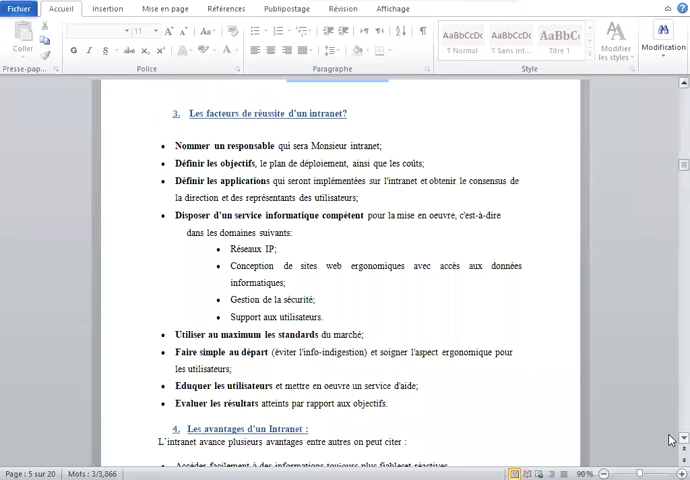 Fichier Accueil Insertion Mise en page Références Publipostage Révision Affichage
11 A A Aa
Coller
G I S abc x₂ x² A A
AaBbCcDc AaBbCcDc AaBbC
¶ Normal ¶ Sans int... Titre 1
Modifier les styles
Modification
Presse-pap... Police Paragraphe Style
3. Les facteurs de réussite d'un intranet?
• Nommer un responsable qui sera Monsieur intranet;
• Définir les objectifs, le plan de déploiement, ainsi que les coûts;
• Définir les applications qui seront implémentées sur l'intranet et obtenir le consensus de
la direction et des représentants des utilisateurs;
• Disposer d'un service informatique compétent pour la mise en oeuvre, c'est-à-dire
dans les domaines suivants:
• Réseaux IP;
• Conception de sites web ergonomiques avec accès aux données
informatiques;
• Gestion de la sécurité;
• Support aux utilisateurs.
• Utiliser au maximum les standards du marché;
• Faire simple au départ (éviter l'info-indigestion) et soigner l'aspect ergonomique pour
les utilisateurs;
• Eduquer les utilisateurs et mettre en oeuvre un service d'aide;
• Evaluer les résultats atteints par rapport aux objectifs.
4. Les avantages d'un Intranet :
L'intranet avance plusieurs avantages entre autres on peut citer :
• Accéder facilement à des informations toujours plus fiables et réactives
Page : 5 sur 20 Mots : 3/3,866 90 %